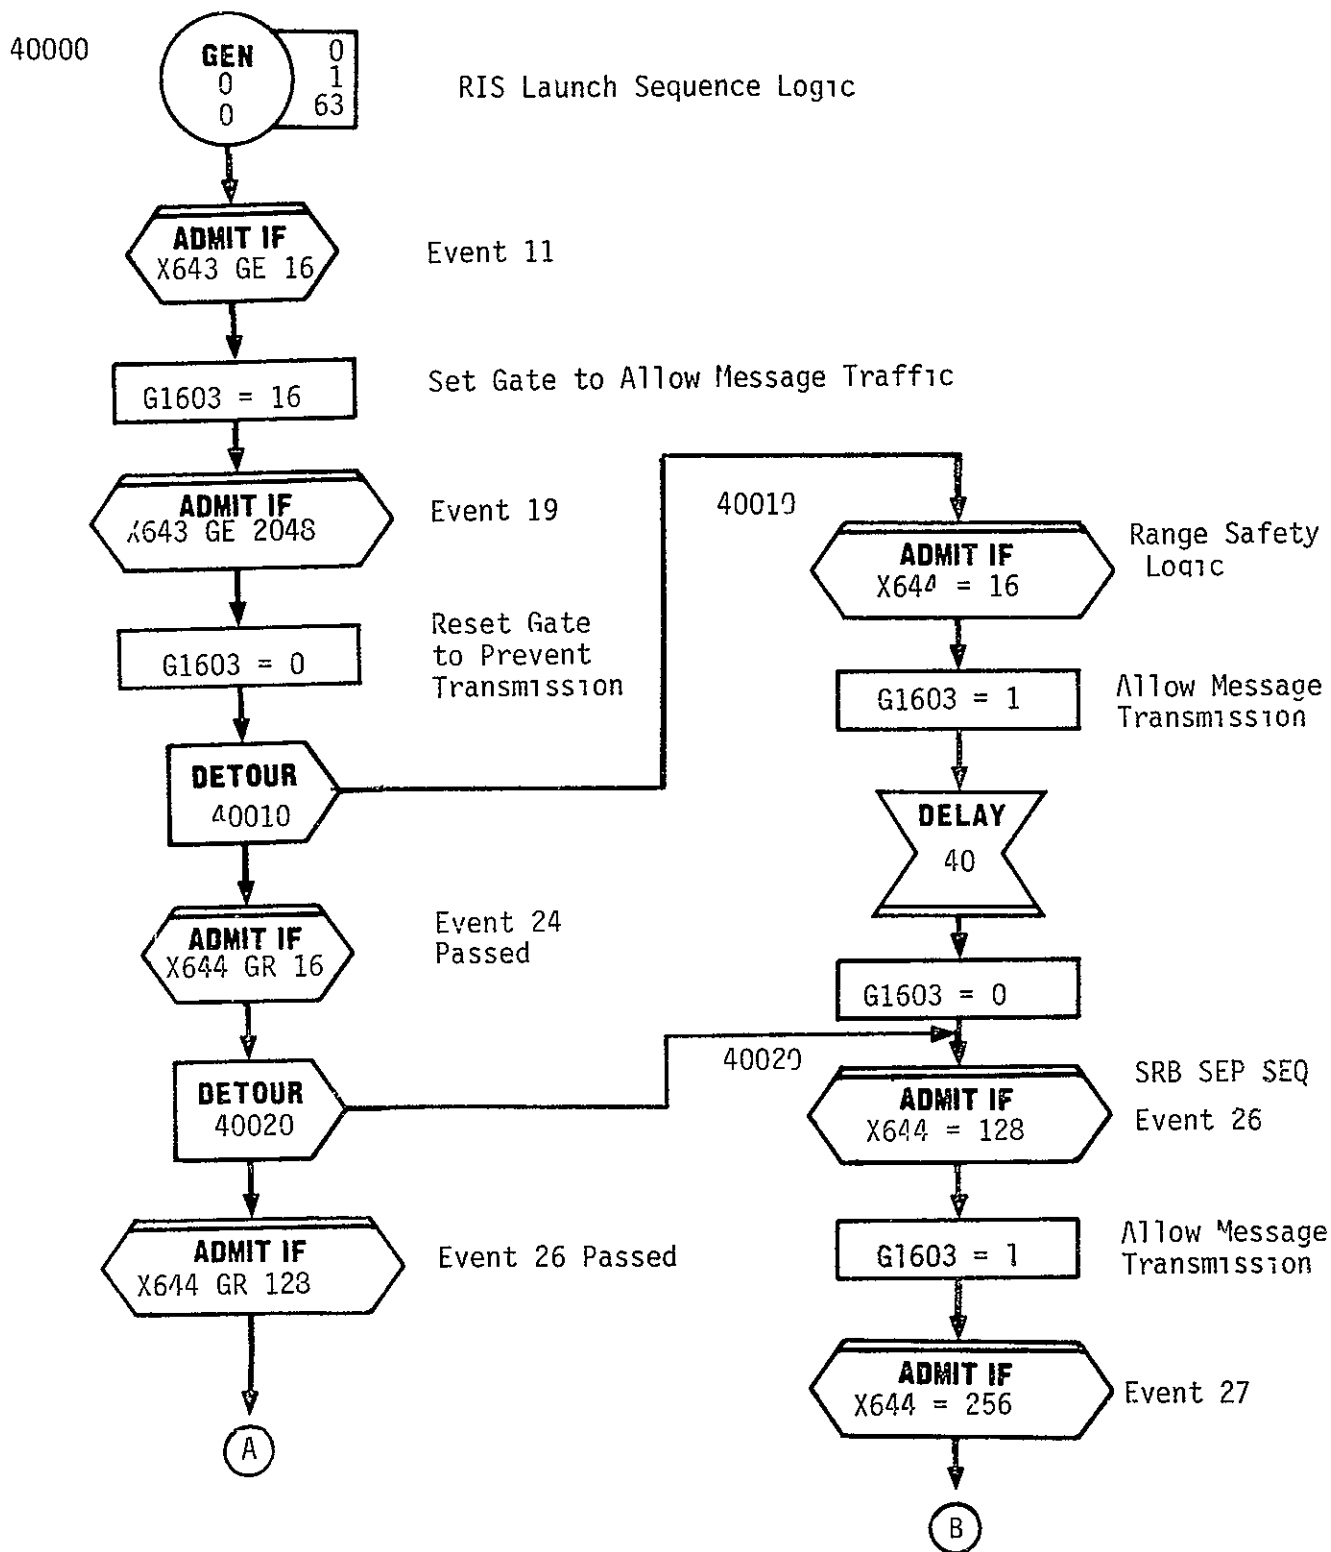 40000
GEN
0
0
0
1
63
RIS Launch Sequence Logic
ADMIT IF
X643 GE 16
Event 11
G1603 = 16
Set Gate to Allow Message Traffic
ADMIT IF
X643 GE 2048
Event 19
G1603 = 0
Reset Gate
to Prevent
Transmission
DETOUR
40010
ADMIT IF
X644 GR 16
Event 24
Passed
DETOUR
40020
ADMIT IF
X644 GR 128
Event 26 Passed
A
40010
ADMIT IF
X644 = 16
Range Safety
Logic
G1603 = 1
Allow Message
Transmission
DELAY
40
G1603 = 0
40020
ADMIT IF
X644 = 128
SRB SEP SEQ
Event 26
G1603 = 1
Allow Message
Transmission
ADMIT IF
X644 = 256
Event 27
B